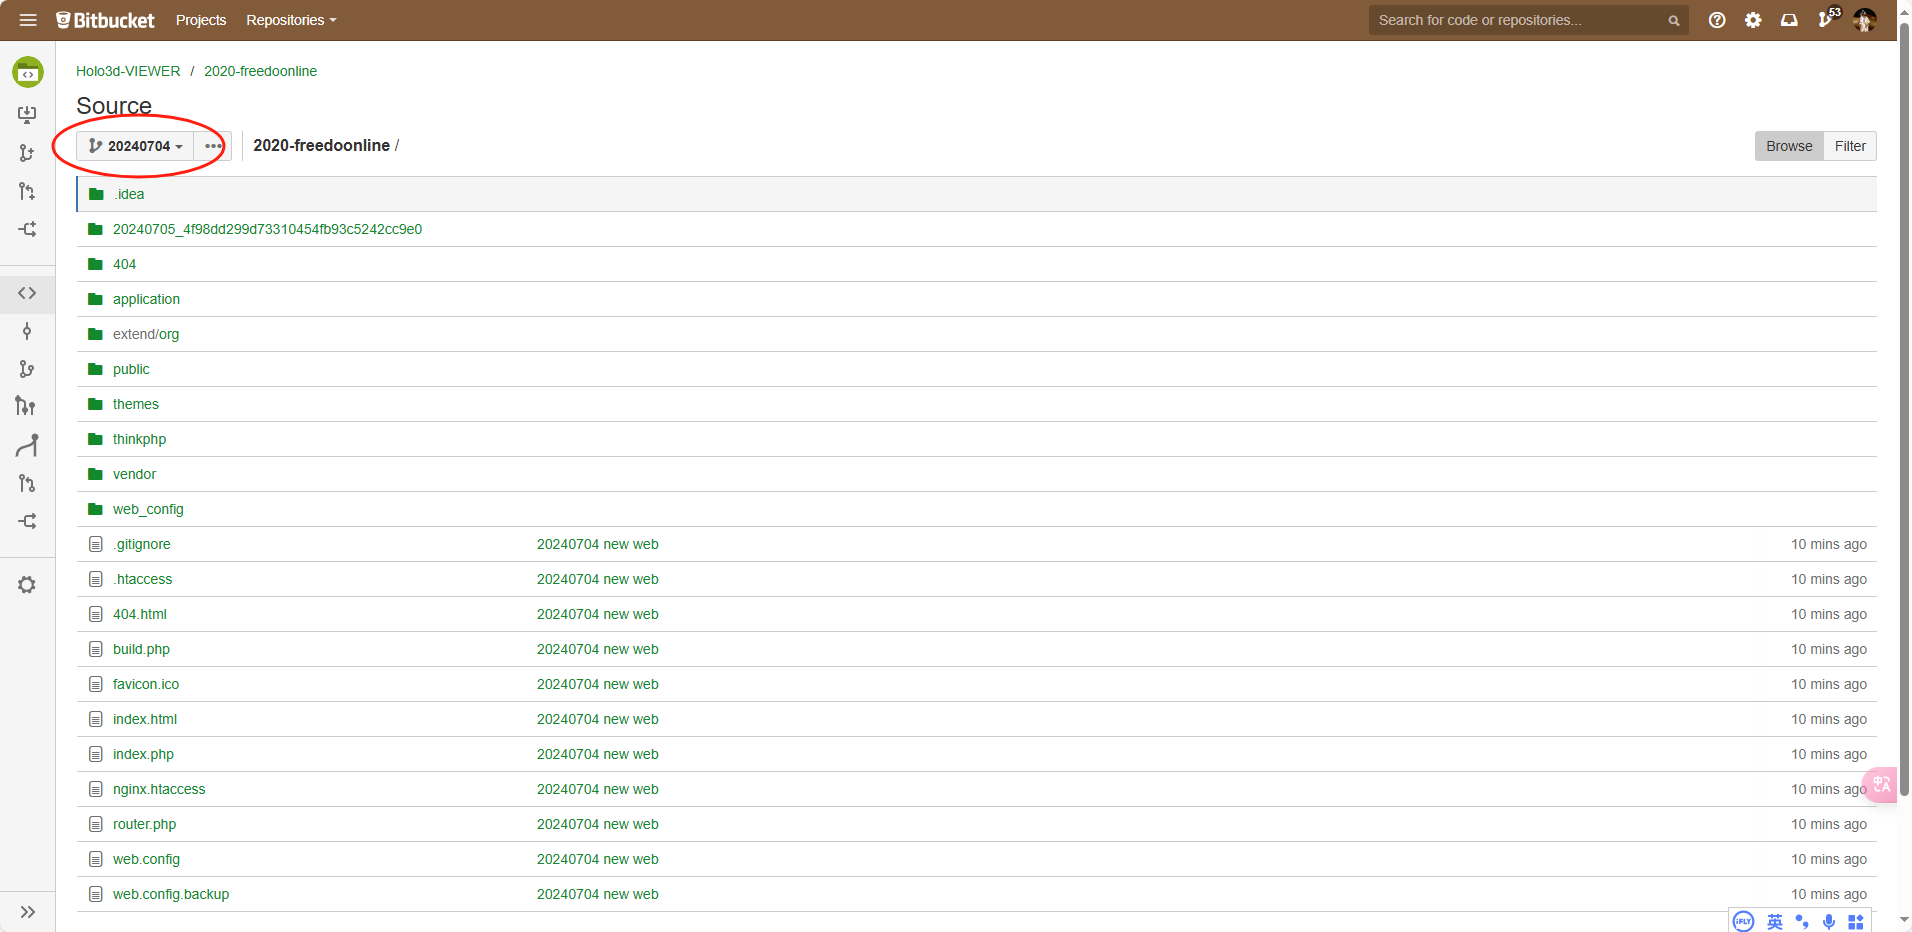 Bitbucket Projects Repositories Search for code or repositories... 53
Holo3d-VIEWER / 2020-freedoonline
Source
20240704 ••• 2020-freedoonline / Browse Filter
.idea
20240705_4f98dd299d73310454fb93c5242cc9e0
404
application
extend/org
public
themes
thinkphp
vendor
web_config
.gitignore 20240704 new web 10 mins ago
.htaccess 20240704 new web 10 mins ago
404.html 20240704 new web 10 mins ago
build.php 20240704 new web 10 mins ago
favicon.ico 20240704 new web 10 mins ago
index.html 20240704 new web 10 mins ago
index.php 20240704 new web 10 mins ago
nginx.htaccess 20240704 new web 10 mins ago
中A
router.php 20240704 new web 10 mins ago
web.config 20240704 new web 10 mins ago
web.config.backup 20240704 new web 10 mins ago
iFLY 英